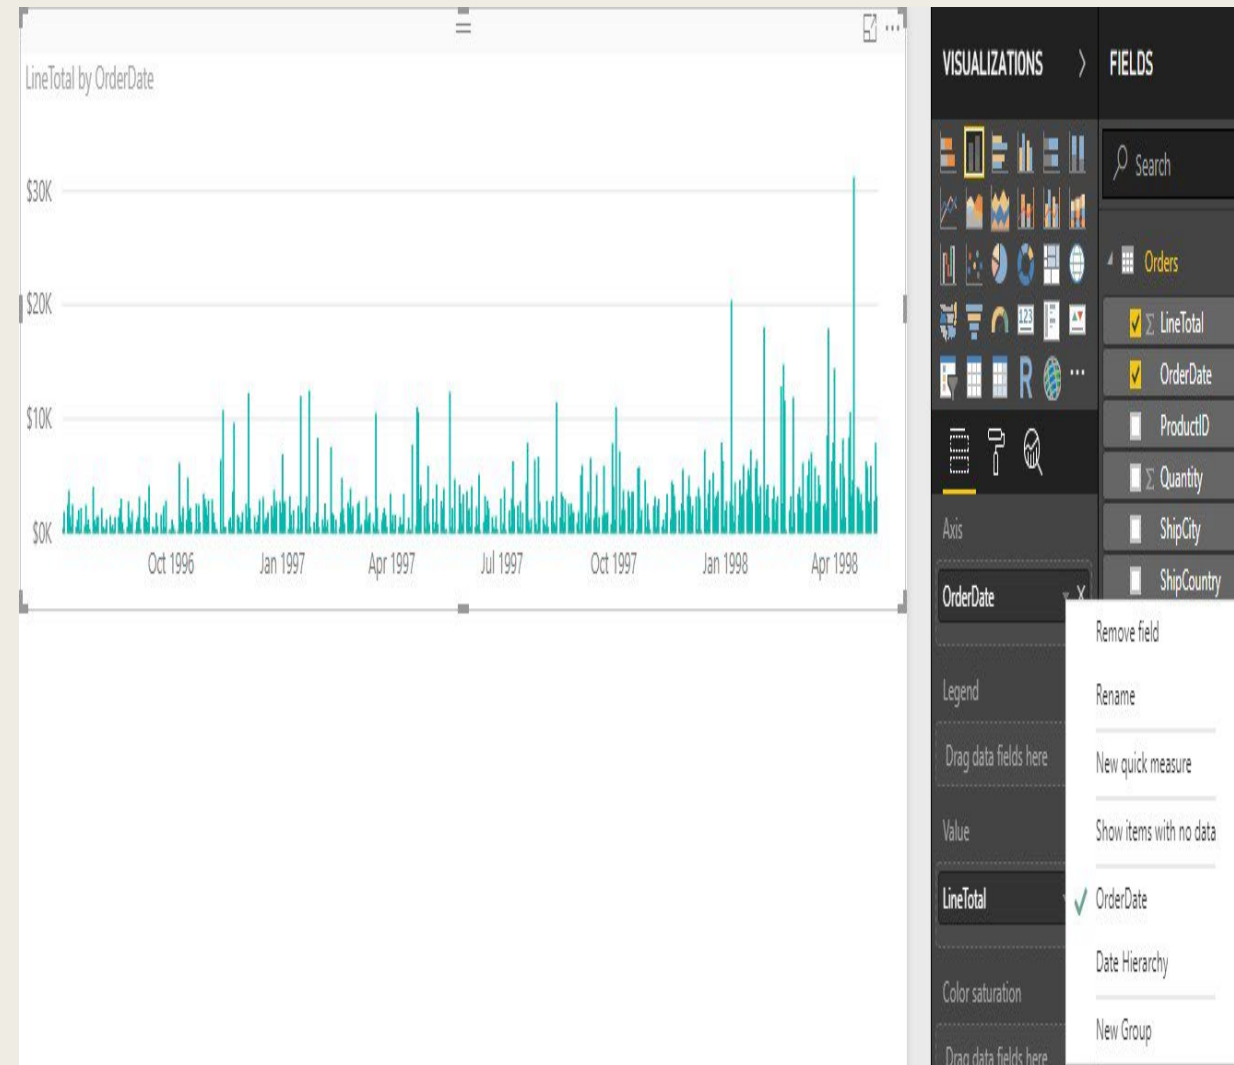 LineTotal by OrderDate
$30K
$20K
$10K
$0K
Oct 1996 Jan 1997 Apr 1997 Jul 1997 Oct 1997 Jan 1998 Apr 1998
VISUALIZATIONS
123
R
Axis
OrderDate
Legend
Drag data fields here
Value
LineTotal
Color saturation
Drag data fields here
FIELDS
Search
Orders
Σ LineTotal
OrderDate
ProductID
Σ Quantity
ShipCity
ShipCountry
Remove field
Rename
New quick measure
Show items with no data
OrderDate
Date Hierarchy
New Group